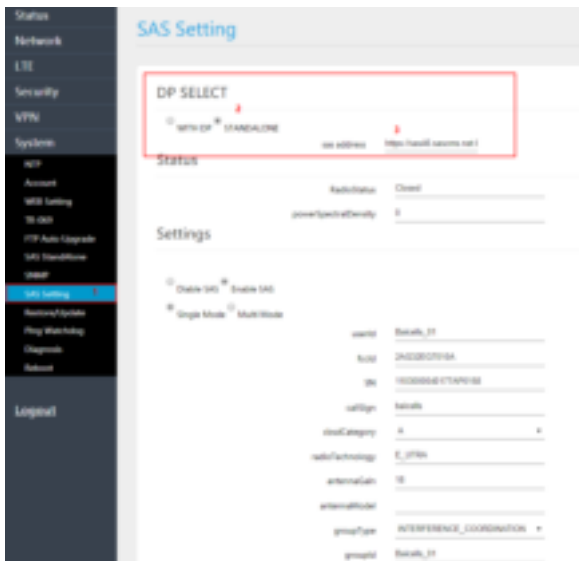 Status
Network
LTE
Security
VPN
System
NTP
Account
WEB Setting
TR-069
FTP Auto Upgrade
SAS Standalone
SNMP
SAS Setting
Restore/Update
Ping Watchdog
Diagnosis
Reboot
Logout
SAS Setting
DP SELECT
WITH DP STANDALONE
sas address
Status
RadioStatus Closed
powerSpectralDensity 0
Settings
Disable SAS Enable SAS
Single Mode Multi Mode
userId Baicells_01
fccId
SN
callSign baicells
cbsdCategory A
radioTechnology E_UTRA
antennaGain 18
antennaModel
groupType INTERFERENCE_COORDINATION
groupId Baicells_01